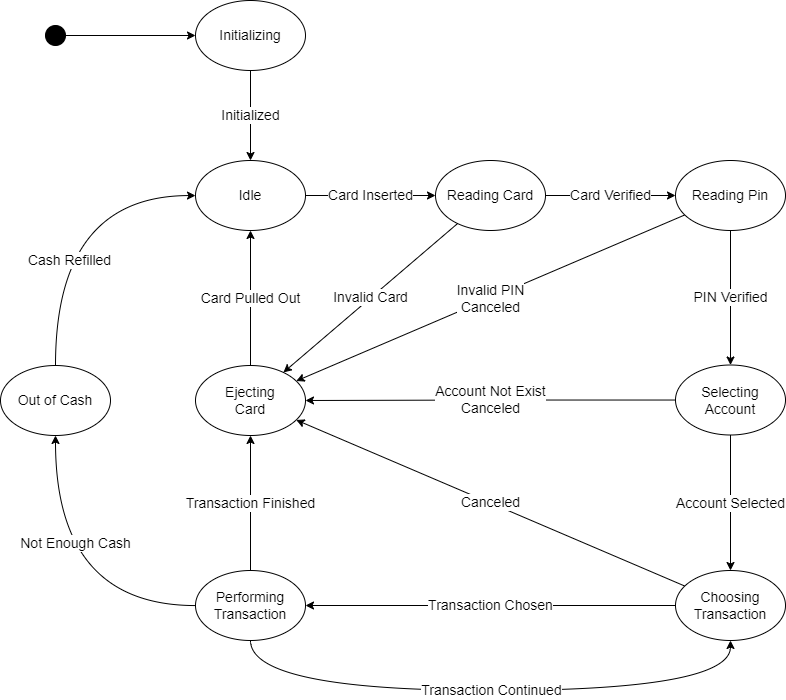 Initializing
Initialized
Idle
Card Inserted
Reading Card
Card Verified
Reading Pin
Cash Refilled
Card Pulled Out
Invalid Card
Invalid PIN
Canceled
PIN Verified
Out of Cash
Ejecting
Card
Account Not Exist
Canceled
Selecting
Account
Transaction Finished
Canceled
Account Selected
Not Enough Cash
Performing
Transaction
Transaction Chosen
Choosing
Transaction
Transaction Continued